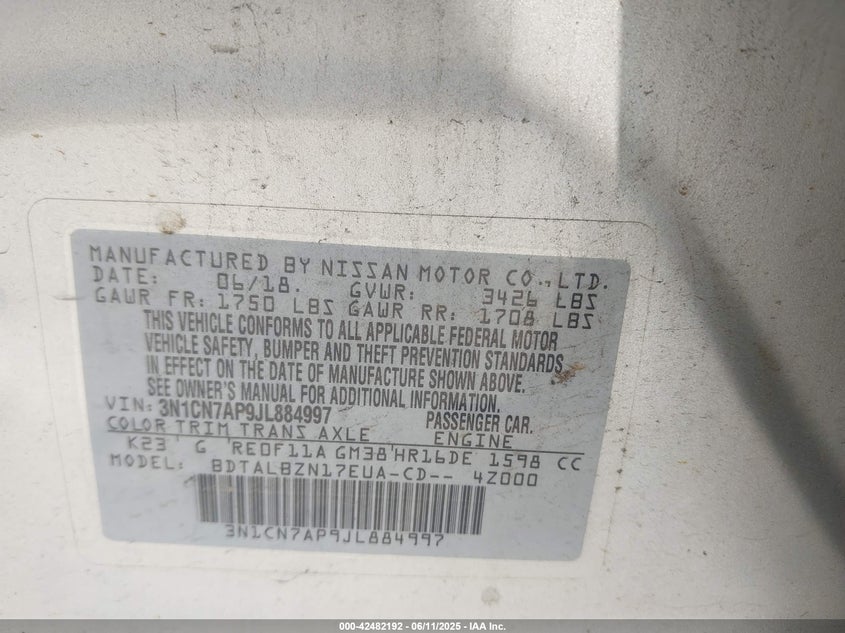 MANUFACTURED BY NISSAN MOTOR CO., LTD.
DATE: 06/18. GVWR: 3426 LBS
GAWR FR: 1750 LBS GAWR RR: 1708 LBS
THIS VEHICLE CONFORMS TO ALL APPLICABLE FEDERAL MOTOR
VEHICLE SAFETY, BUMPER AND THEFT PREVENTION STANDARDS
IN EFFECT ON THE DATE OF MANUFACTURE SHOWN ABOVE.
SEE OWNER'S MANUAL FOR ADDITIONAL INFORMATION.
VIN: 3N1CN7AP9JL884997 PASSENGER CAR.
COLOR TRIM TRANS AXLE ENGINE
K23 G RE0F11A GM38 HR16DE 1598 CC
MODEL: BDTALBZN17EUA-CD-- 4Z000
3N1CN7AP9JL884997
000-42482192 - 06/11/2025 - IAA Inc.